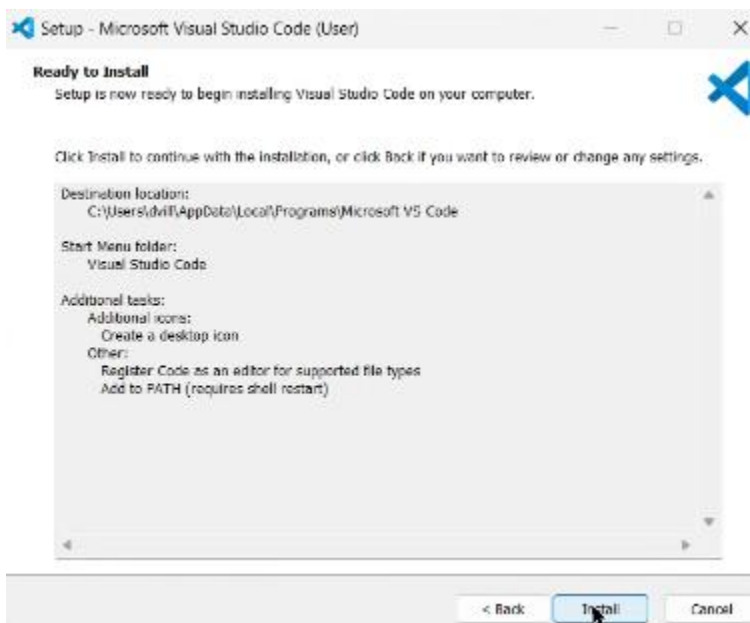 Setup - Microsoft Visual Studio Code (User)
Ready to Install
Setup is now ready to begin installing Visual Studio Code on your computer.
Click Install to continue with the installation, or click Back if you want to review or change any settings.
Destination location:
C:\Users\dvill\AppData\Local\Programs\Microsoft VS Code
Start Menu folder:
Visual Studio Code
Additional tasks:
Additional icons:
Create a desktop icon
Other:
Register Code as an editor for supported file types
Add to PATH (requires shell restart)
< Back Install Cancel